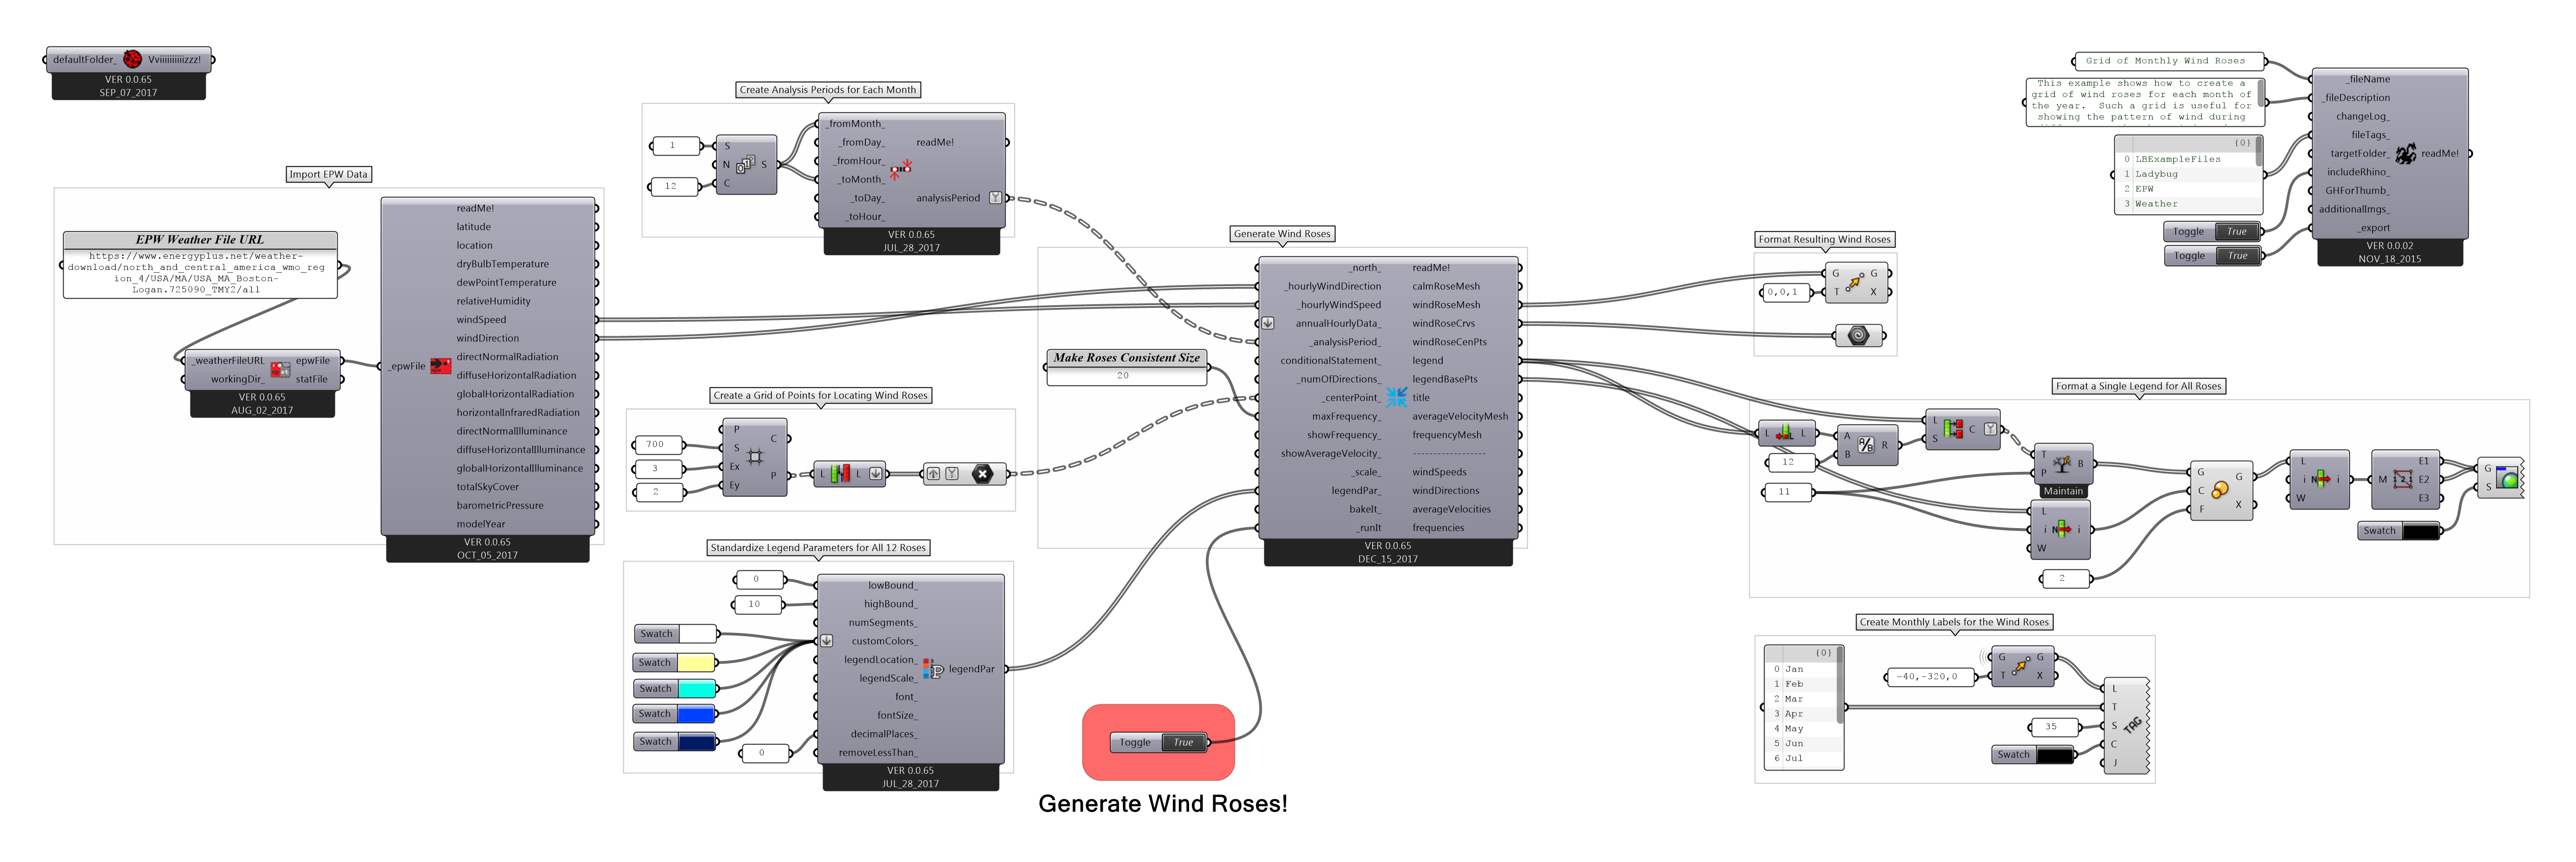 defaultFolder_ Vviiiiiiiiiizzz!
VER 0.0.65
SEP_07_2017
Import EPW Data
EPW Weather File URL
https://www.energyplus.net/weather-
download/north_and_central_america_wmo_reg
ion_4/USA/MA/USA_MA_Boston-
Logan.725090_TMY2/all
_weatherFileURL epwFile
workingDir_ statFile
VER 0.0.65
AUG_02_2017
_epwFile
readMe!
latitude
location
dryBulbTemperature
dewPointTemperature
relativeHumidity
windSpeed
windDirection
directNormalRadiation
diffuseHorizontalRadiation
globalHorizontalRadiation
horizontalInfraredRadiation
directNormalIlluminance
diffuseHorizontalIlluminance
globalHorizontalIlluminance
totalSkyCover
barometricPressure
modelYear
VER 0.0.65
OCT_05_2017
Create Analysis Periods for Each Month
1
12
S
N S
C
_fromMonth_
_fromDay_ readMe!
_fromHour_
_toMonth_
_toDay_ analysisPeriod
_toHour_
VER 0.0.65
JUL_28_2017
Create a Grid of Points for Locating Wind Roses
700
3
2
P
S C
Ex
Ey P
L L
Standardize Legend Parameters for All 12 Roses
0
10
Swatch
Swatch
Swatch
Swatch
Swatch
0
lowBound_
highBound_
numSegments_
customColors_
legendLocation_
legendScale_ legendPar
font_
fontSize_
decimalPlaces_
removeLessThan_
VER 0.0.65
JUL_28_2017
Generate Wind Roses
Make Roses Consistent Size
20
_north_ readMe!
_hourlyWindDirection calmRoseMesh
_hourlyWindSpeed windRoseMesh
annualHourlyData_ windRoseCrvs
_analysisPeriod_ windRoseCenPts
conditionalStatement_ legend
_numOfDirections_ legendBasePts
_centerPoint_ title
maxFrequency_ averageVelocityMesh
showFrequency_ frequencyMesh
showAverageVelocity_ ------------------
_scale_ windSpeeds
legendPar_ windDirections
bakeIt_ averageVelocities
_runIt frequencies
VER 0.0.65
DEC_15_2017
Toggle True
Generate Wind Roses!
Format Resulting Wind Roses
0,0,1
G G
T X
Format a Single Legend for All Roses
L L
12
11
A
B R
A/B
L
S C
T
P B
Maintain
L
i i
W
N
2
G
C G
F X
L
i i
W
N
E1
M E2
E3
G
S
Swatch
Create Monthly Labels for the Wind Roses
{0}
0 Jan
1 Feb
2 Mar
3 Apr
4 May
5 Jun
6 Jul
-40,-320,0
G G
T X
35
Swatch
L
T
S
C
J
TAG
Grid of Monthly Wind Roses
This example shows how to create a
grid of wind roses for each month of
the year. Such a grid is useful for
showing the pattern of wind during
{0}
0 LBExampleFiles
1 Ladybug
2 EPW
3 Weather
Toggle True
Toggle True
_fileName
_fileDescription
changeLog_
fileTags_
targetFolder_ readMe!
includeRhino_
GHForThumb_
additionalImgs_
_export
VER 0.0.02
NOV_18_2015